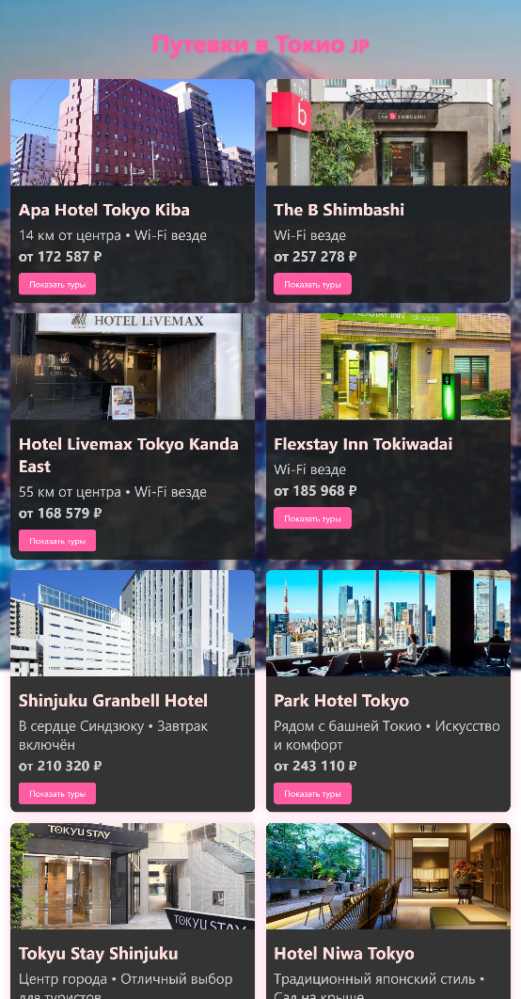 Путевки в Токио JP
the b
the b shimbashi
Apa Hotel Tokyo Kiba
14 км от центра • Wi-Fi везде
от 172 587 ₽
Показать туры
The B Shimbashi
Wi-Fi везде
от 257 278 ₽
Показать туры
HOTEL LiVEMAX
Hotel Livemax Tokyo Kanda
East
55 км от центра • Wi-Fi везде
от 168 579 ₽
Показать туры
FLEXSTAY INN Tokiwadai
Flexstay Inn Tokiwadai
Wi-Fi везде
от 185 968 ₽
Показать туры
Shinjuku Granbell Hotel
В сердце Синдзюку • Завтрак
включён
от 210 320 ₽
Показать туры
Park Hotel Tokyo
Рядом с башней Токио • Искусство
и комфорт
от 243 110 ₽
Показать туры
TOKYU STAY
TOKYU STAY
Tokyu Stay Shinjuku
Центр города • Отличный выбор
для туристов
Hotel Niwa Tokyo
Традиционный японский стиль •
Сад на крыше